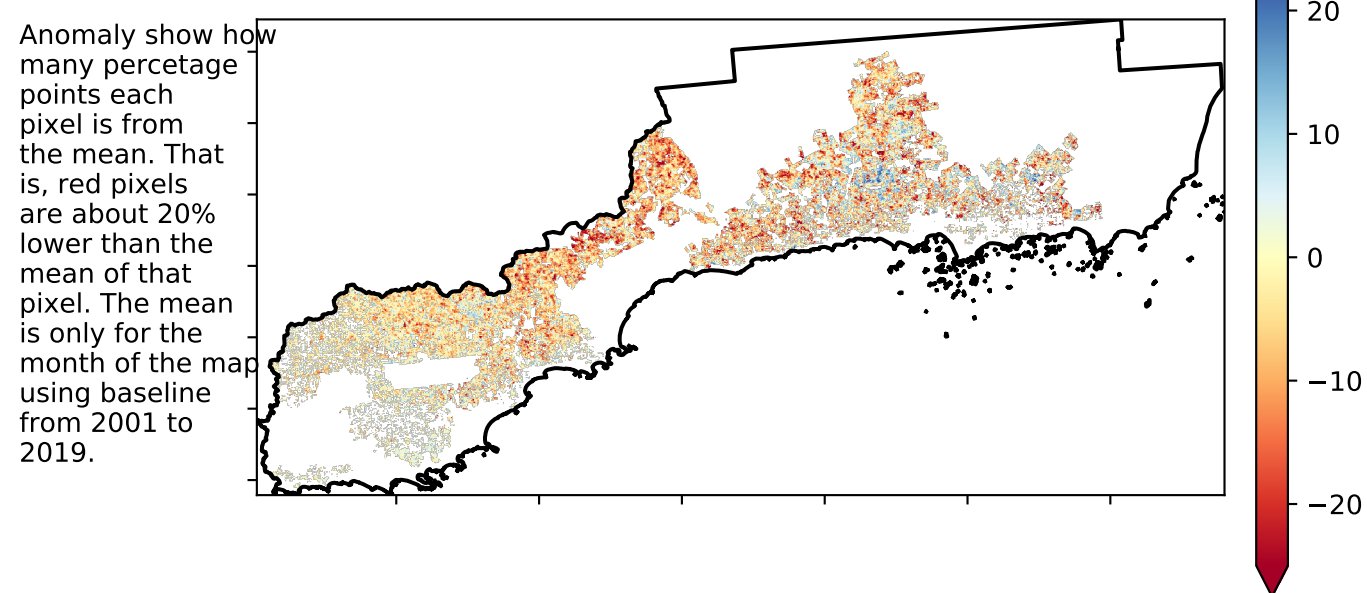 Anomaly show how
many percetage
points each
pixel is from
the mean. That
is, red pixels
are about 20%
lower than the
mean of that
pixel. The mean
is only for the
month of the map
using baseline
from 2001 to
2019.
20
10
0
−10
−20